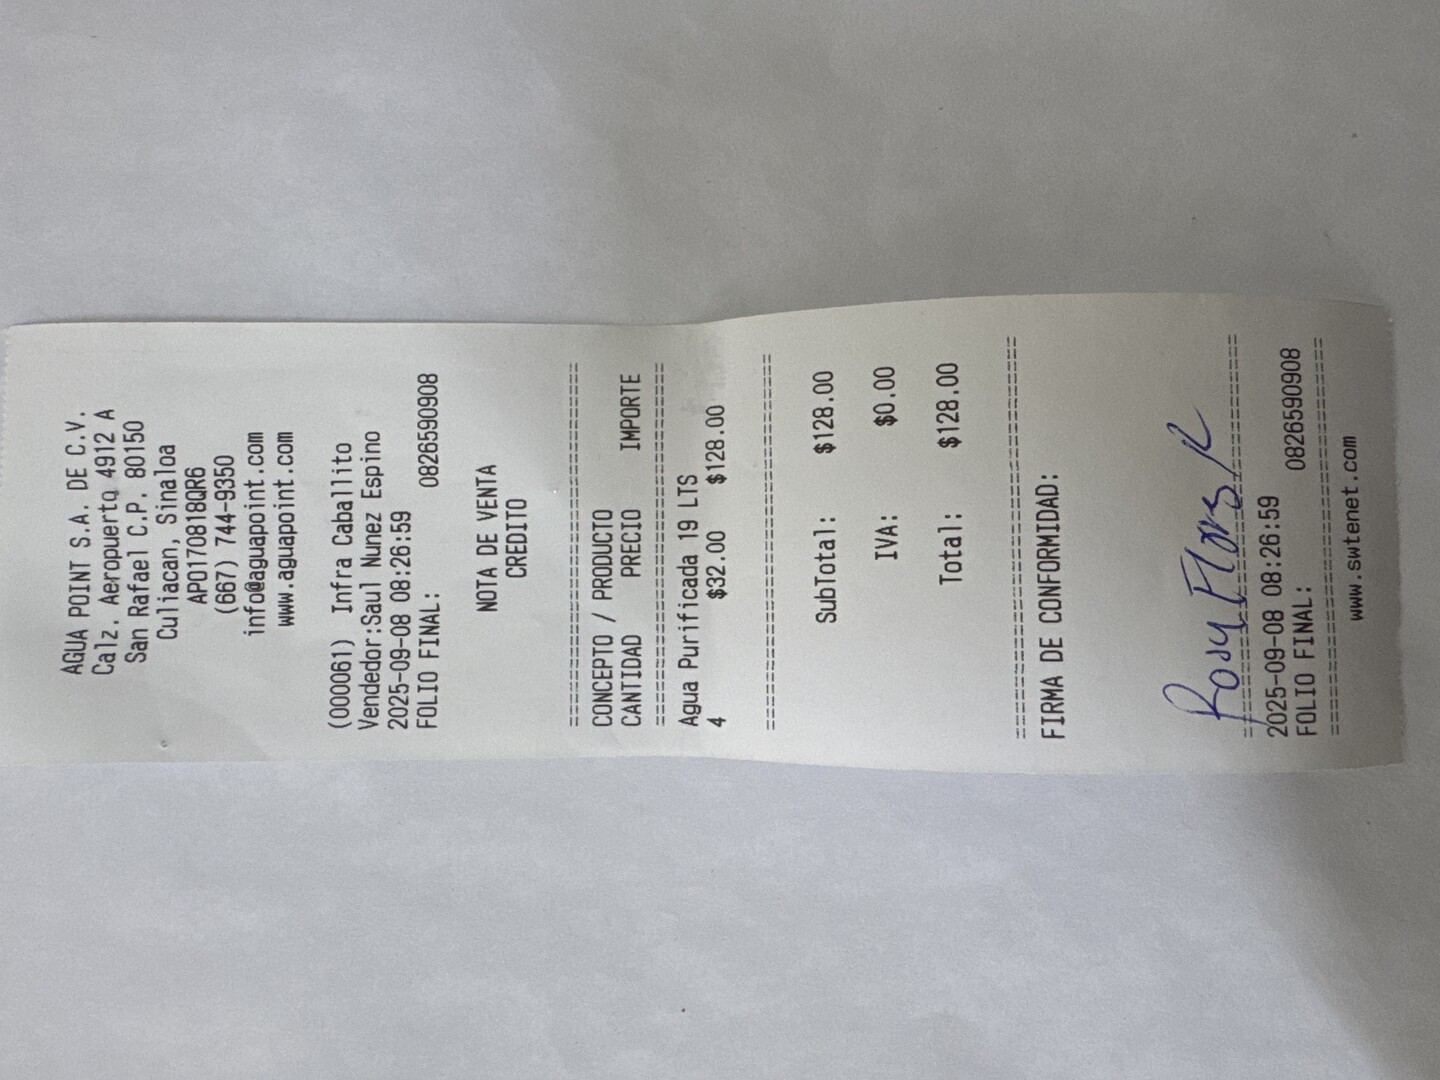 AGUA POINT S.A. DE C.V.
Calz. Aeropuerto 4912 A
San Rafael C.P. 80150
Culiacan, Sinaloa
APO170818QR6
(667) 744-9350
info@aguapoint.com
www.aguapoint.com
(000061) Infra Caballito
Vendedor:Saul Nunez Espino
2025-09-08 08:26:59
FOLIO FINAL: 0826590908
NOTA DE VENTA
CREDITO
==========================================
CONCEPTO / PRODUCTO
CANTIDAD PRECIO IMPORTE
==========================================
Agua Purificada 19 LTS
4 $32.00 $128.00
==========================================
SubTotal: $128.00
IVA: $0.00
Total: $128.00
==========================================
FIRMA DE CONFORMIDAD:
Rosy Flores R
==========================================
2025-09-08 08:26:59
FOLIO FINAL: 0826590908
==========================================
www.swtenet.com